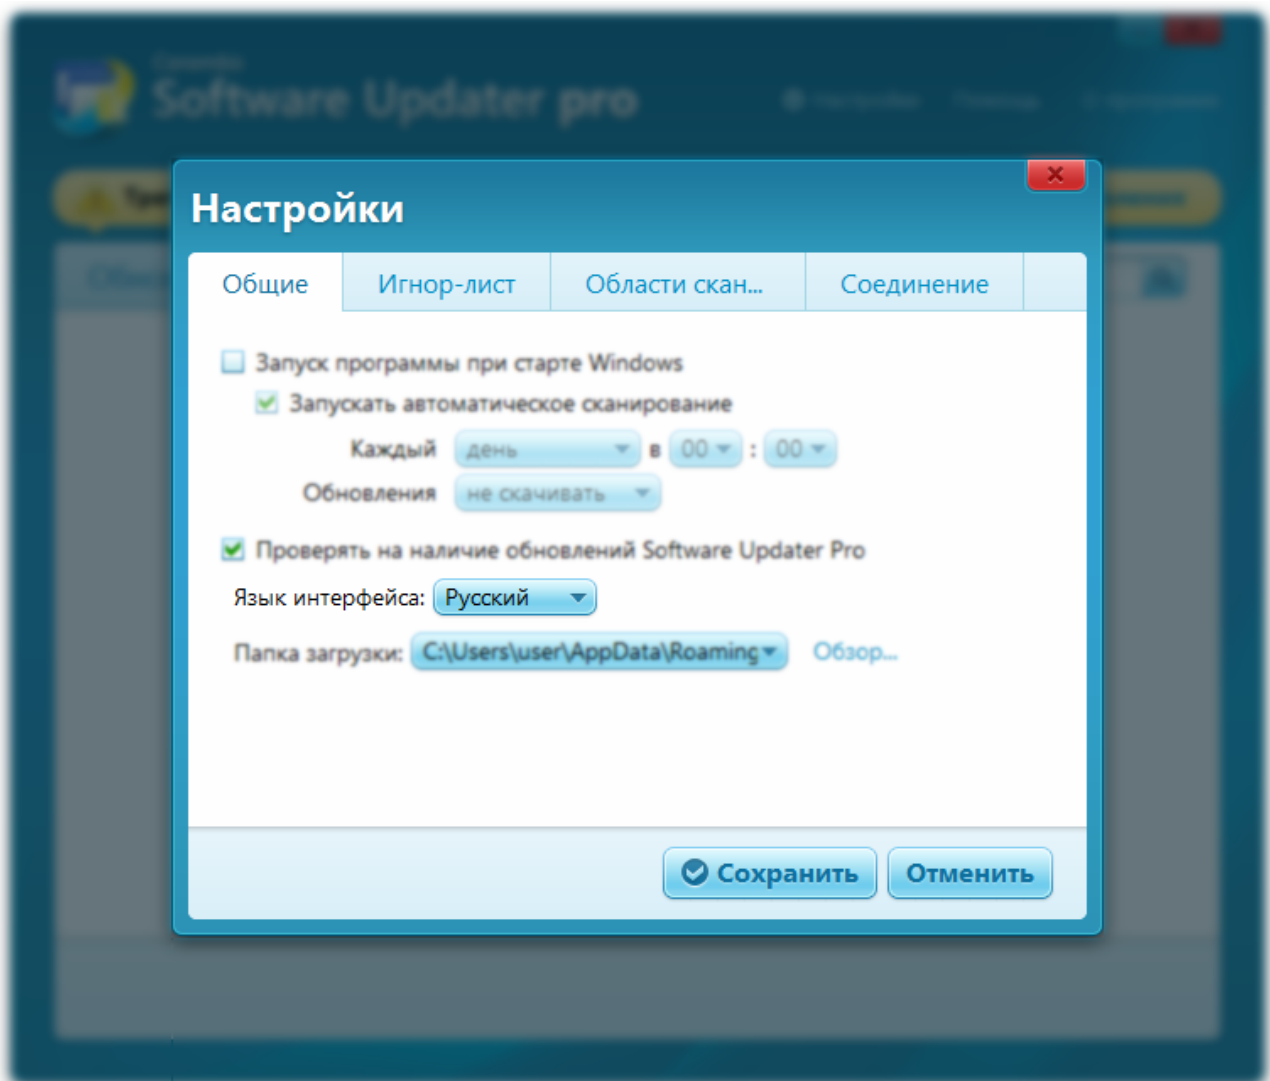 Software Updater pro
Настройки
Общие Игнор-лист Области скан... Соединение
Запуск программы при старте Windows
Запускать автоматическое сканирование
Каждый день в 00 : 00
Обновления не скачивать
Проверять на наличие обновлений Software Updater Pro
Язык интерфейса: Русский
Папка загрузки: C:\Users\user\AppData\Roaming Обзор...
Сохранить Отменить